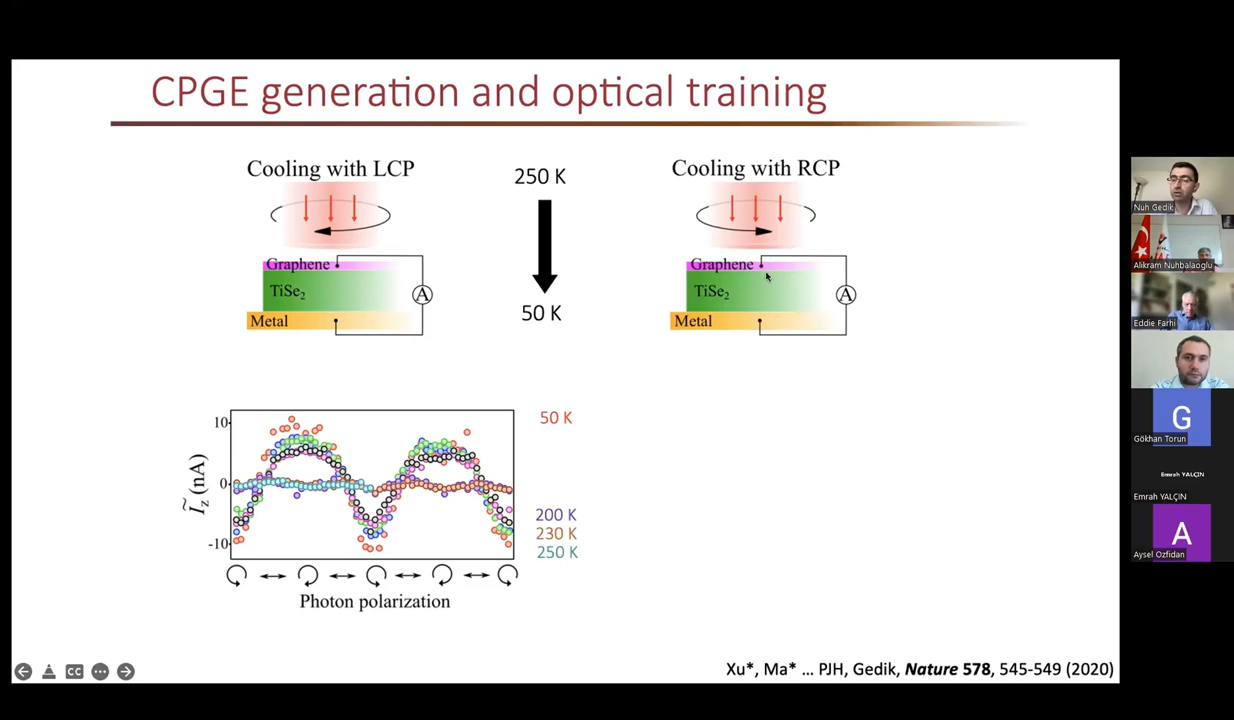 CPGE generation and optical training
Cooling with LCP
Graphene
TiSe₂
Metal
A
250 K
50 K
Cooling with RCP
Graphene
TiSe₂
Metal
A
Ĩz (nA)
10
0
-10
50 K
200 K
230 K
250 K
Photon polarization
Xu*, Ma* … PJH, Gedik, Nature 578, 545-549 (2020)
CC
Nuh Gedik
Alikram Nuhbalaoglu
Eddie Farhi
G
Gökhan Torun
Emrah YALÇIN
Emrah YALÇIN
A
Aysel Ozfidan